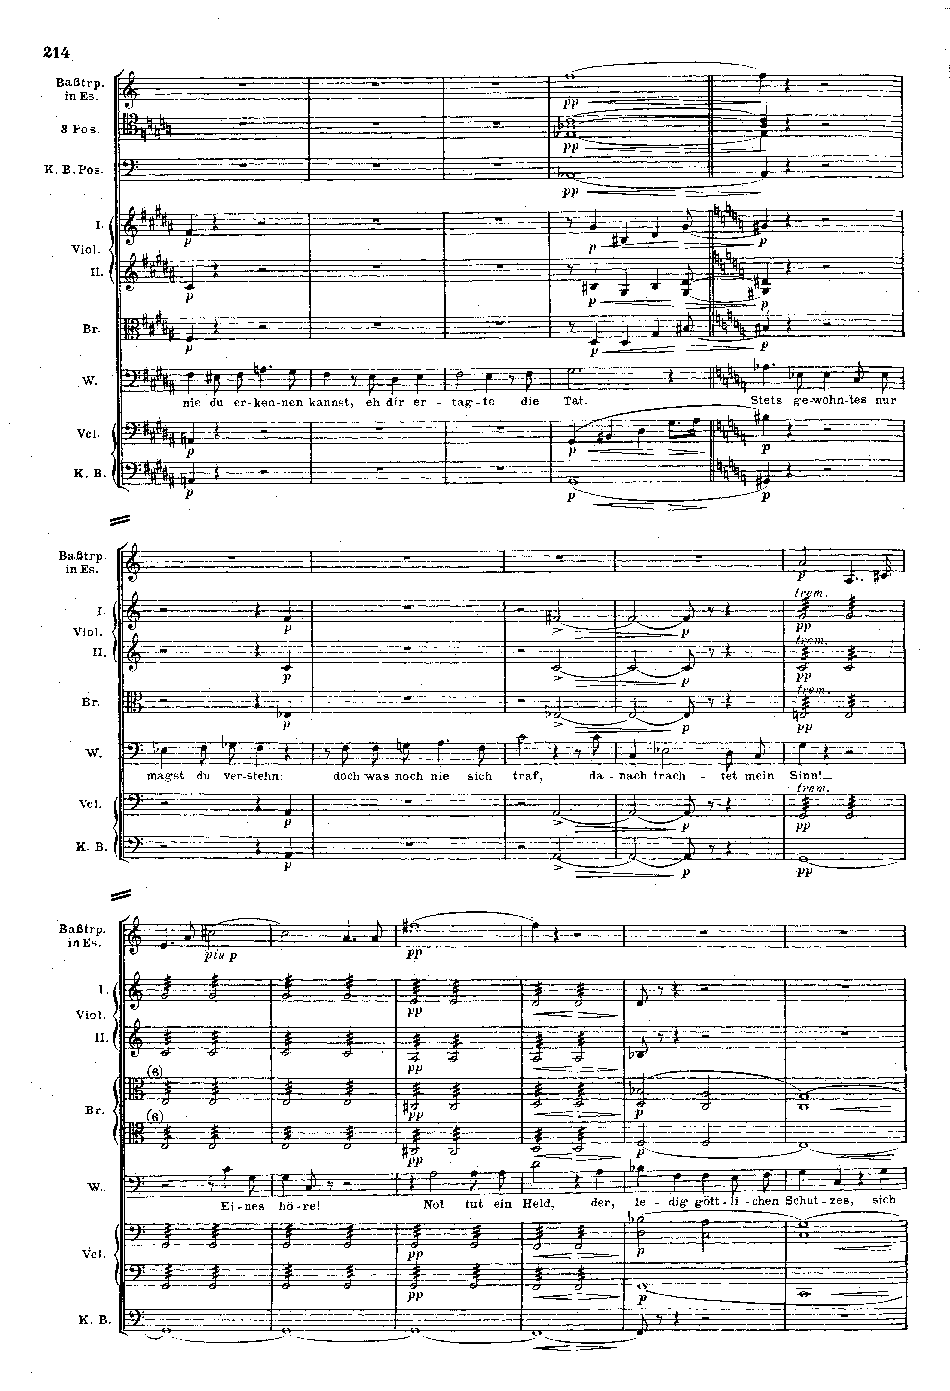 214
Baßtrp.
in Es.
pp
3 Pos.
pp
K. B. Pos.
pp
I.
p p p
Viol.
II.
p p p
Br.
p p p
W.
nie du er-ken-nen kannst, eh dir er - tag-te die Tat. Stets ge-wohn-tes nur
Vcl.
p p p
K. B.
p p p
Baßtrp.
in Es.
p
trem.
I.
p p pp
Viol.
trem.
II.
p p pp
trem.
Br.
p p pp
W.
magst du ver-stehn: doch was noch nie sich traf, da - nach trach - tet mein Sinn!
trem.
Vcl.
p p pp
K. B.
p p pp
Baßtrp.
in Es.
più p pp
I.
pp
Viol.
II.
pp
(6)
pp p
Br.
(6)
pp p
W.
Ei-nes hö-re! Not tut ein Held, der, le - dig gött-li-chen Schut-zes, sich
pp p
Vcl.
pp p
K. B.